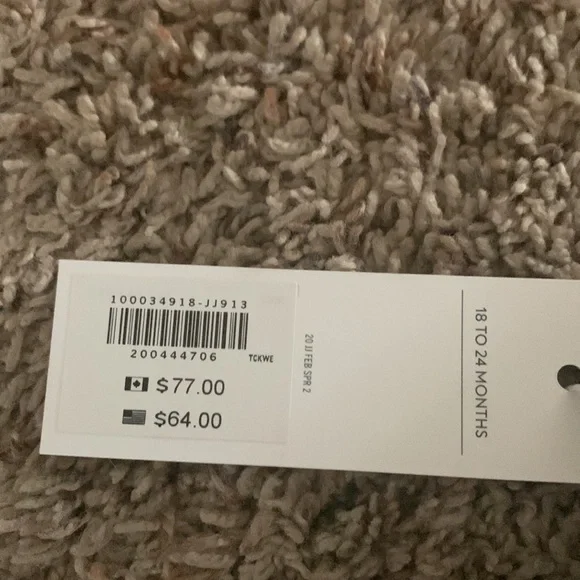 100034918-JJ913
200444706 TCKWE
$77.00
$64.00
20 JJ FEB SPR 2
18 TO 24 MONTHS